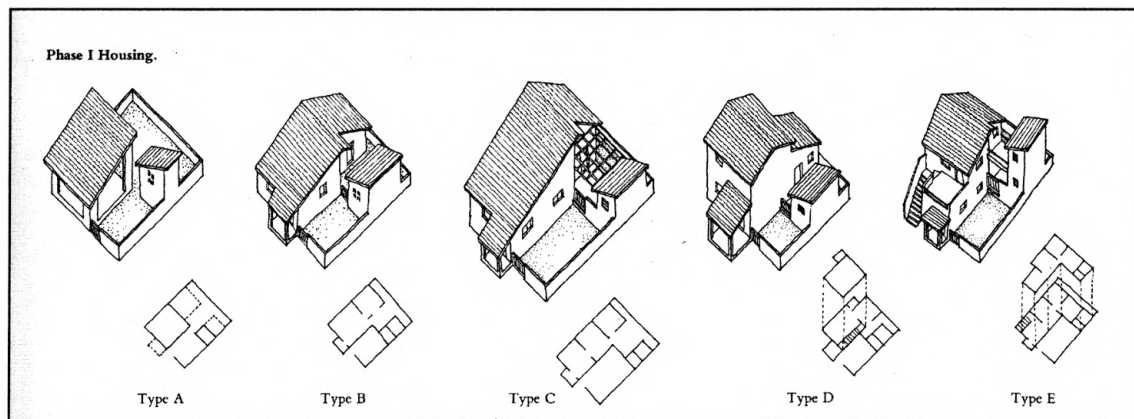 Phase I Housing.
Type A
Type B
Type C
Type D
Type E